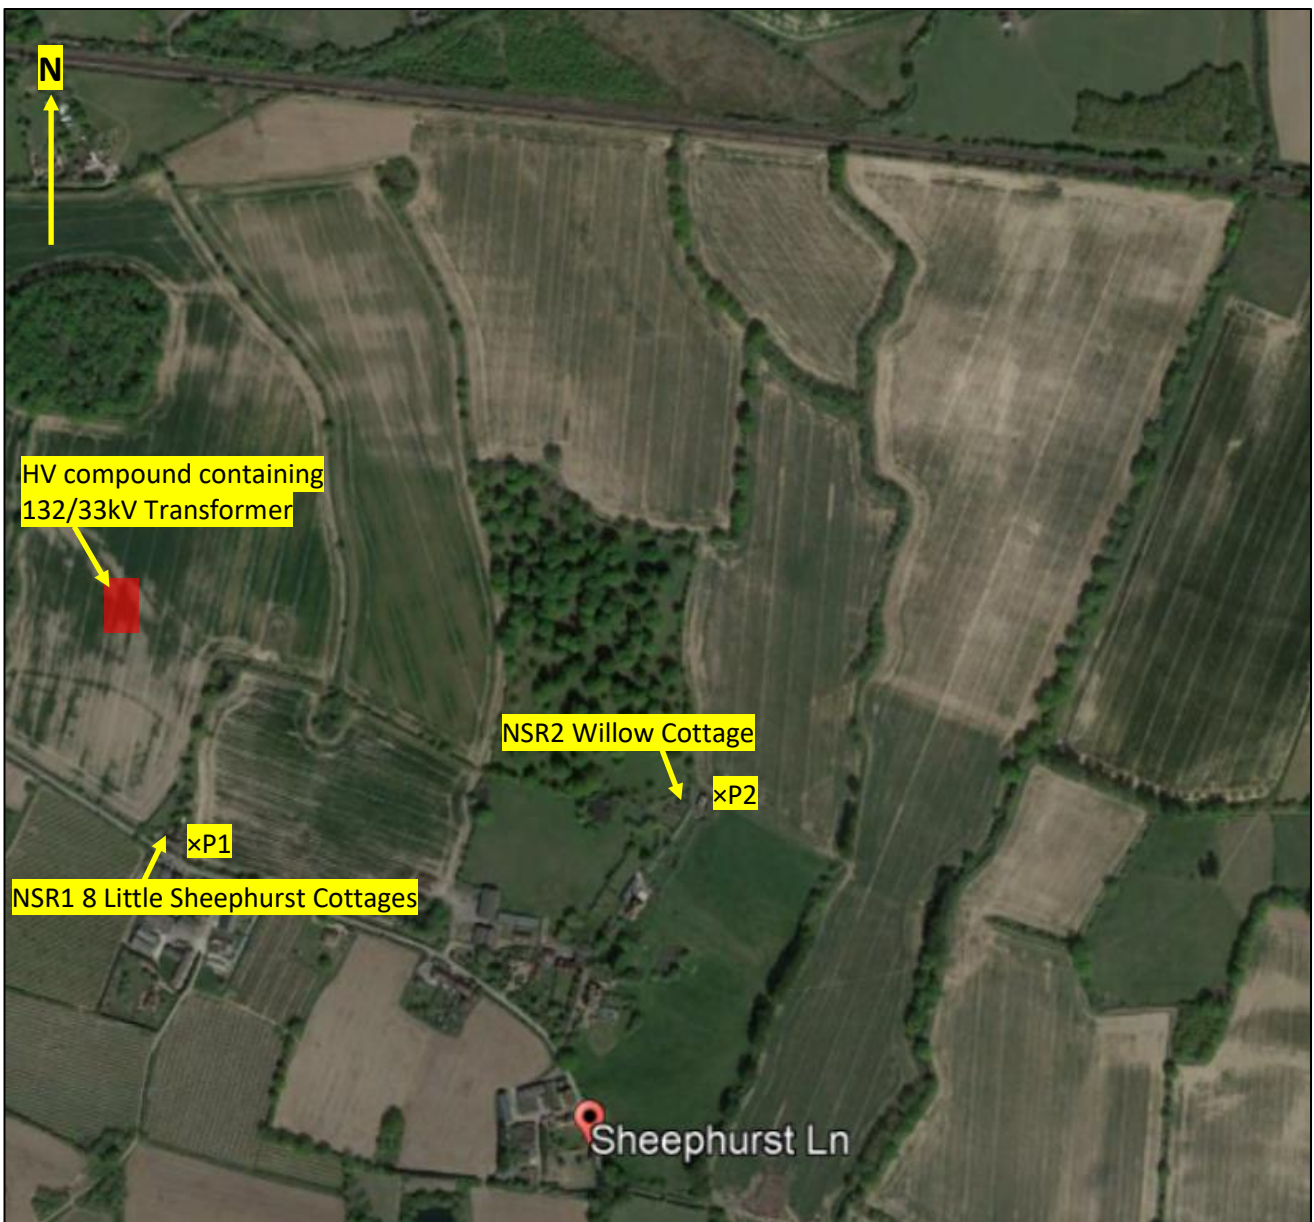 N
HV compound containing
132/33kV Transformer
NSR2 Willow Cottage
×P2
×P1
NSR1 8 Little Sheephurst Cottages
Sheephurst Ln